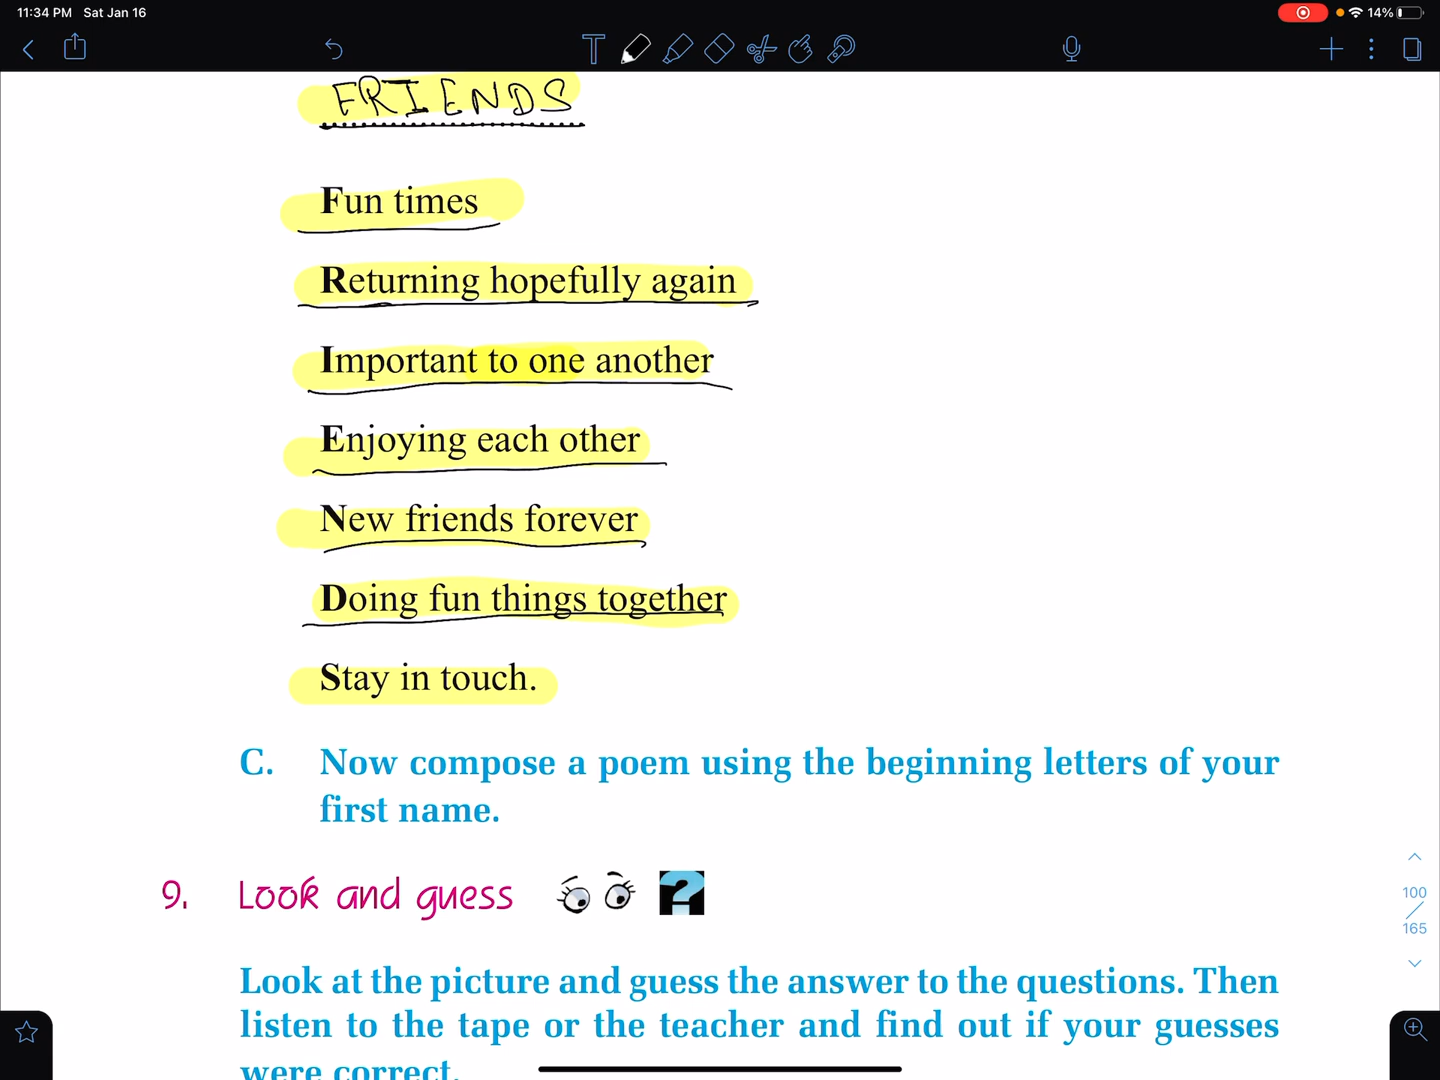 11:34 PM Sat Jan 16
14%
FRIENDS
Fun times
Returning hopefully again
Important to one another
Enjoying each other
New friends forever
Doing fun things together
Stay in touch.
C. Now compose a poem using the beginning letters of your
first name.
9. Look and guess ?
Look at the picture and guess the answer to the questions. Then
listen to the tape or the teacher and find out if your guesses
were correct.
100
165